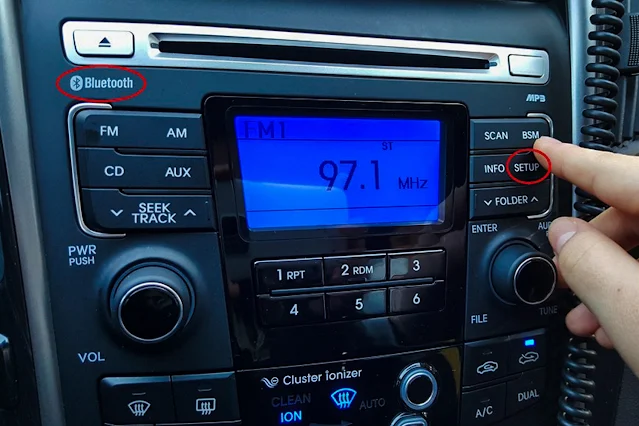 Bluetooth
MP3
FM AM
CD AUX
SEEK
TRACK
FM1
ST
97.1 MHz
SCAN BSM
INFO SETUP
FOLDER
PWR
PUSH
VOL
1 RPT 2 RDM 3
4 5 6
ENTER
FILE TUNE
Cluster ionizer
CLEAN
ION
AUTO
A/C
DUAL